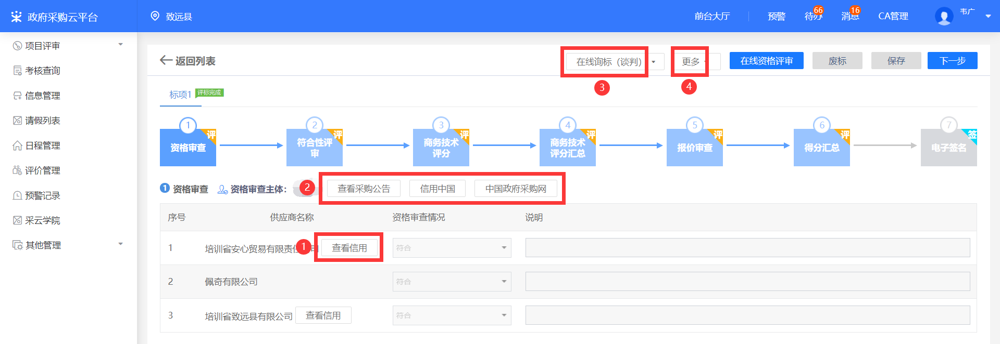 政府采购云平台
致远县
前台大厅
预警
待办
66
消息
16
CA管理
韦广
项目评审
考核查询
信息管理
请假列表
日程管理
评价管理
预警记录
采云学院
其他管理
返回列表
在线询标（谈判）
更多
在线资格评审
废标
保存
下一步
3
4
标项1
评标完成
1
评
资格审查
2
评
符合性评
审
3
评
商务技术
评分
4
评
商务技术
评分汇总
5
评
报价审查
6
评
得分汇总
7
签
电子签名
1
资格审查
资格审查主体：
2
查看采购公告
信用中国
中国政府采购网
序号
供应商名称
资格审查情况
说明
1
培训省安心贸易有限责任
司
1
查看信用
符合
2
佩奇有限公司
符合
3
培训省致远县有限公司
查看信用
符合